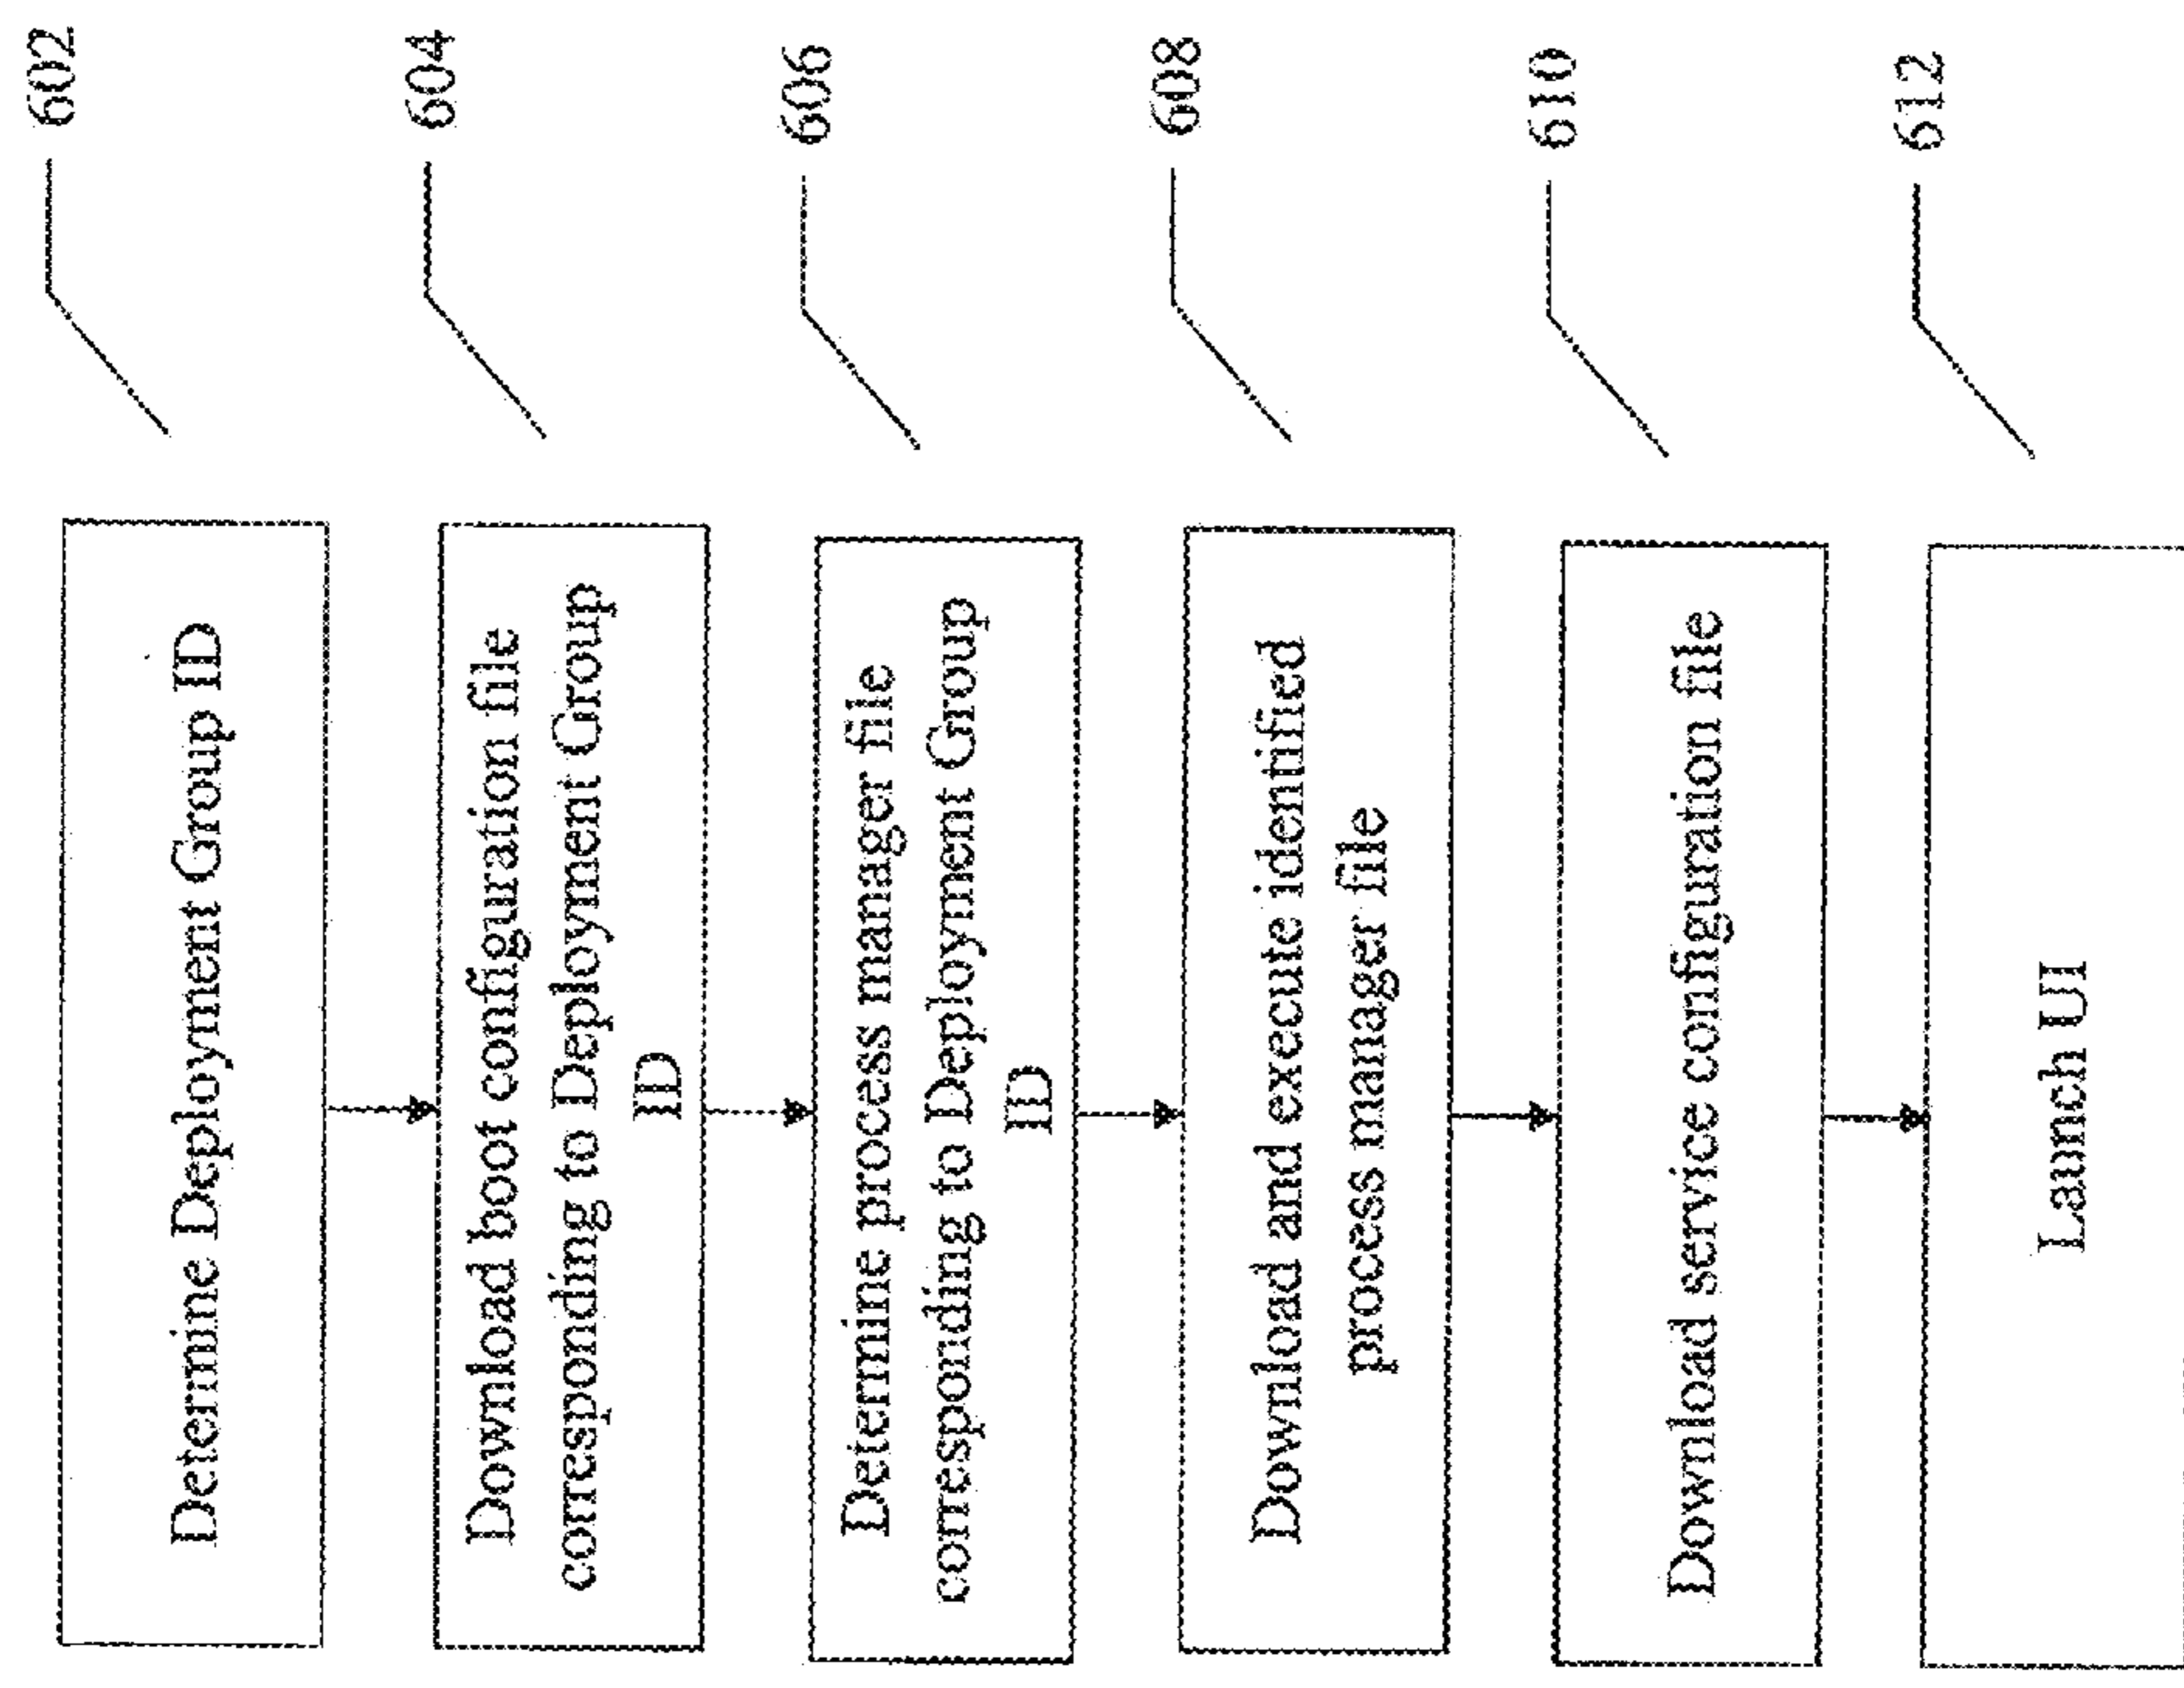 Determine Deployment Group ID
602
Download boot configuration file
corresponding to Deployment Group
ID
604
Determine process manager file
corresponding to Deployment Group
ID
606
Download and execute identified
process manager file
608
Download service configuration file
610
Launch UI
612